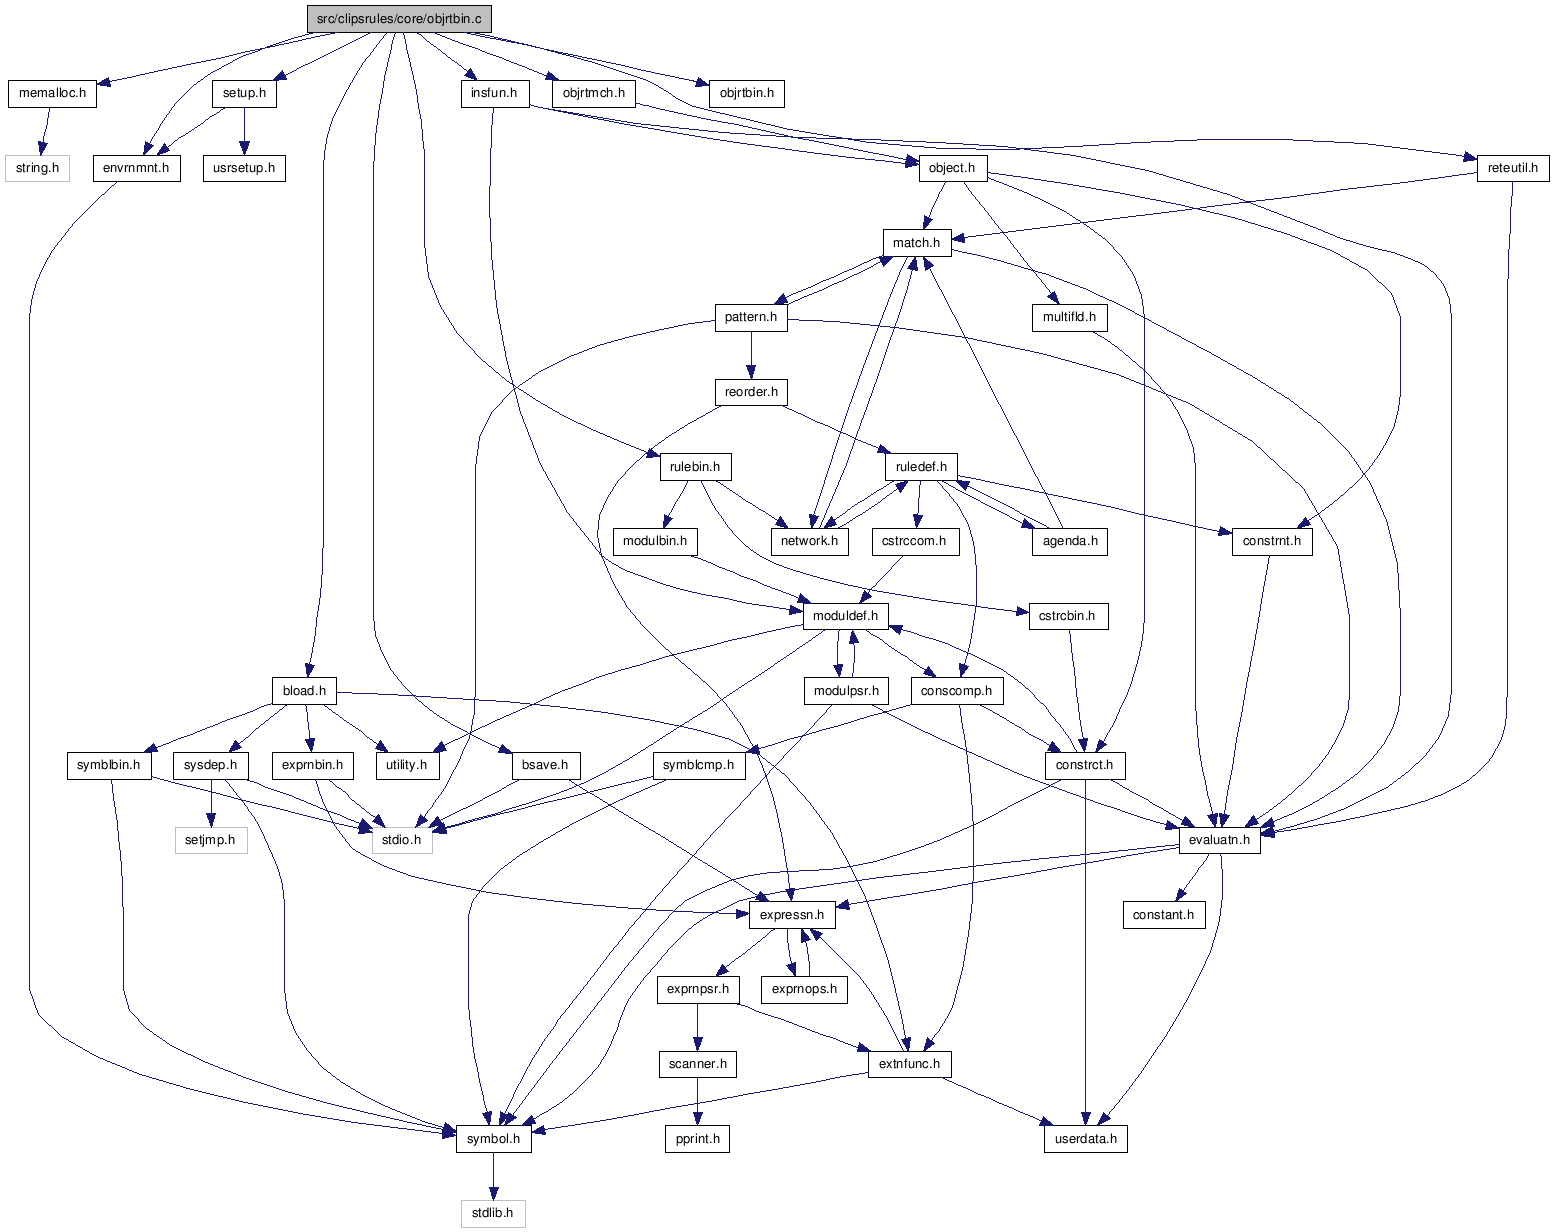 src/clipsrules/core/objrtbin.c
memalloc.h
setup.h
insfun.h
objrtmch.h
objrtbin.h
string.h
envrnmnt.h
usrsetup.h
object.h
reteutil.h
match.h
pattern.h
multifld.h
reorder.h
rulebin.h
ruledef.h
modulbin.h
network.h
cstrccom.h
agenda.h
constrnt.h
moduldef.h
cstrcbin.h
bload.h
modulpsr.h
conscomp.h
symblbin.h
sysdep.h
exprnbin.h
utility.h
bsave.h
symblcmp.h
constrct.h
setjmp.h
stdio.h
evaluatn.h
expressn.h
constant.h
exprnpsr.h
exprnops.h
scanner.h
extnfunc.h
symbol.h
pprint.h
userdata.h
stdlib.h